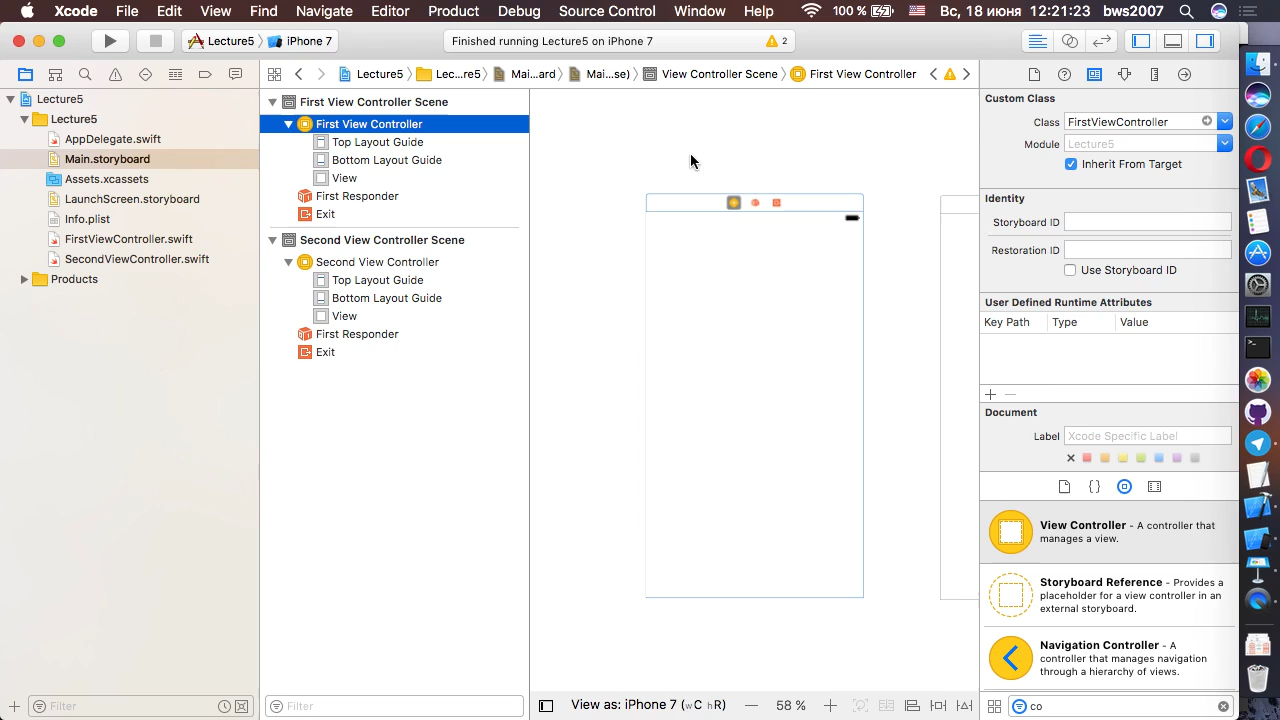 Xcode File Edit View Find Navigate Editor Product Debug Source Control Window Help 100 % Вс, 18 июня 12:21:23 bws2007
Lecture5 iPhone 7 Finished running Lecture5 on iPhone 7 2
Lecture5 Lec...re5) Mai...ard) Mai...se) View Controller Scene First View Controller
Lecture5
Lecture5
AppDelegate.swift
Main.storyboard
Assets.xcassets
LaunchScreen.storyboard
Info.plist
FirstViewController.swift
SecondViewController.swift
Products
Filter
First View Controller Scene
First View Controller
Top Layout Guide
Bottom Layout Guide
View
First Responder
Exit
Second View Controller Scene
Second View Controller
Top Layout Guide
Bottom Layout Guide
View
First Responder
Exit
Filter
View as: iPhone 7 (wC hR) — 58 % +
Custom Class
Class FirstViewController
Module Lecture5
Inherit From Target
Identity
Storyboard ID
Restoration ID
Use Storyboard ID
User Defined Runtime Attributes
Key Path Type Value
Document
Label Xcode Specific Label
View Controller - A controller that
manages a view.
Storyboard Reference - Provides a
placeholder for a view controller in an
external storyboard.
Navigation Controller - A
controller that manages navigation
through a hierarchy of views.
co